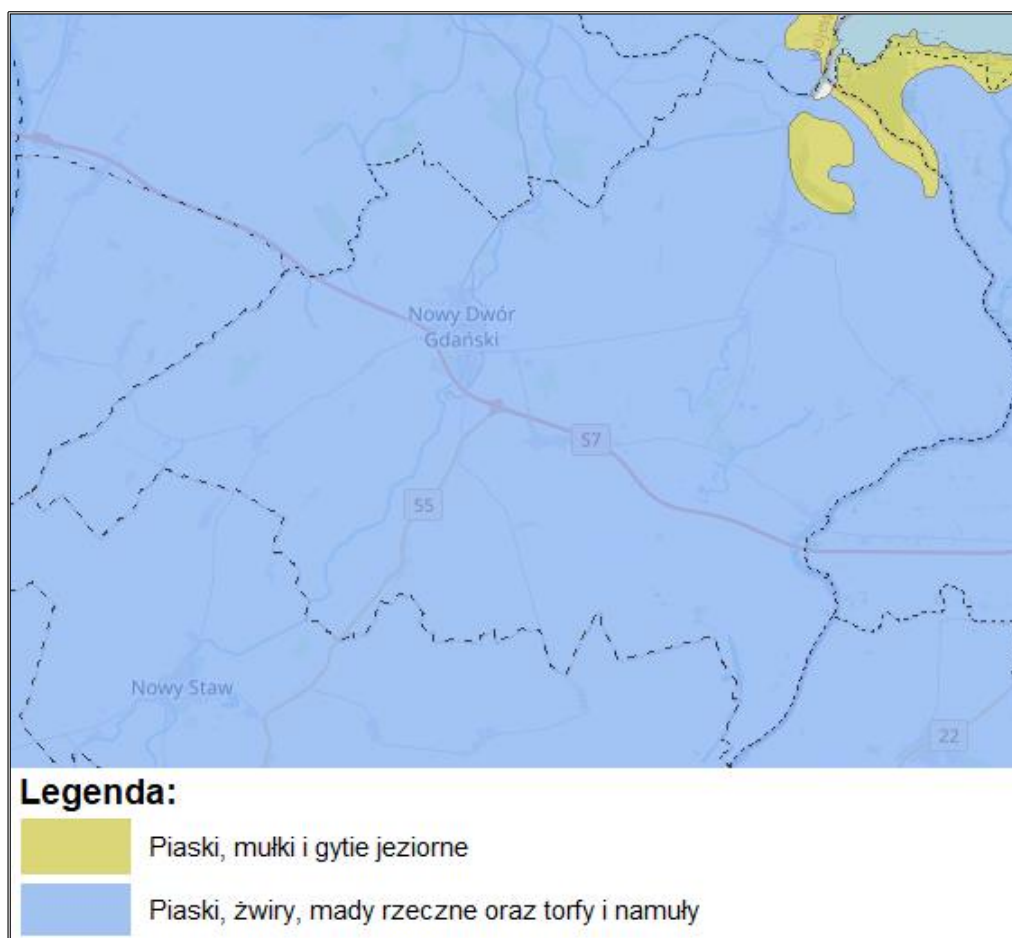 Nowy Dwór
Gdański
S7
55
Nowy Staw
22
Legenda:
Piaski, mułki i gytie jeziorne
Piaski, żwiry, mady rzeczne oraz torfy i namuły